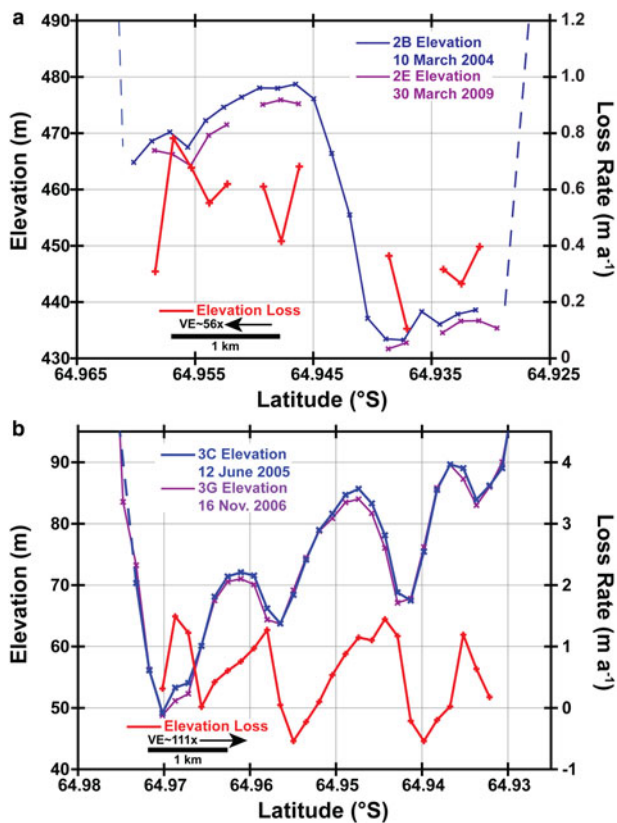 a
490
480
470
460
450
440
430
Elevation (m)
2B Elevation
10 March 2004
2E Elevation
30 March 2009
1.2
1.0
0.8
0.6
0.4
0.2
0
Loss Rate (m a-1)
Elevation Loss
VE~56x
1 km
64.965 64.955 64.945 64.935 64.925
Latitude (°S)
b
90
80
70
60
50
40
Elevation (m)
3C Elevation
12 June 2005
3G Elevation
16 Nov. 2006
4
3
2
1
0
-1
Loss Rate (m a-1)
Elevation Loss
VE~111x
1 km
64.98 64.97 64.96 64.95 64.94 64.93
Latitude (°S)